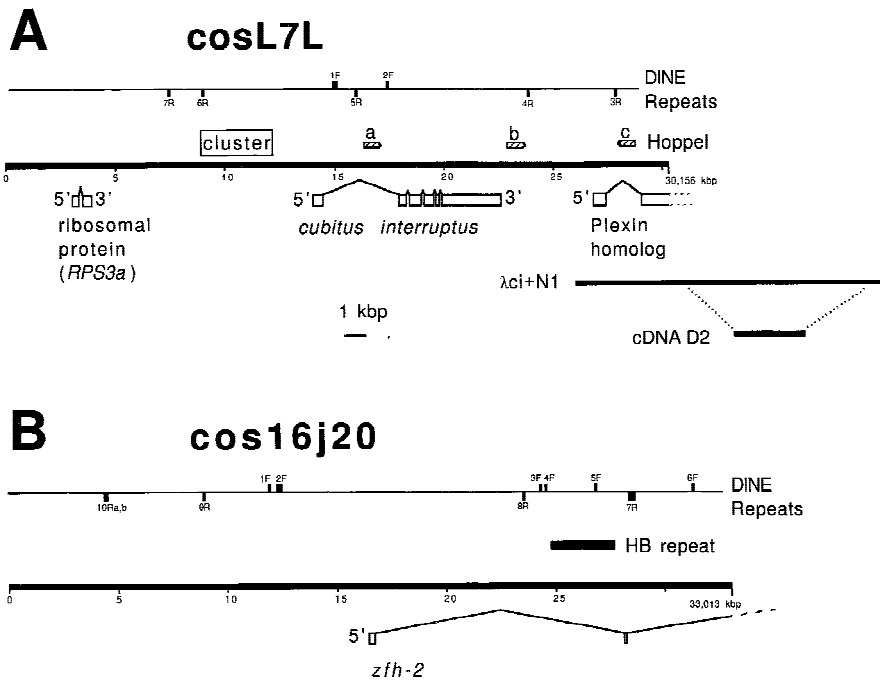 A
cosL7L
1F 2F
DINE
Repeats
7R 6R 5R 4R 3R
cluster a b c Hoppel
0 5 10 15 20 25 30,156 kbp
5' 3' 5' 3' 5'
ribosomal
protein
(RPS3a)
cubitus interruptus
Plexin
homolog
λci+N1
1 kbp
cDNA D2
B
cos16j20
1F 2F 3F 4F 5F 6F
DINE
Repeats
10Ra,b 9R 8R 7R
HB repeat
0 5 10 15 20 25 33,013 kbp
5'
zfh-2